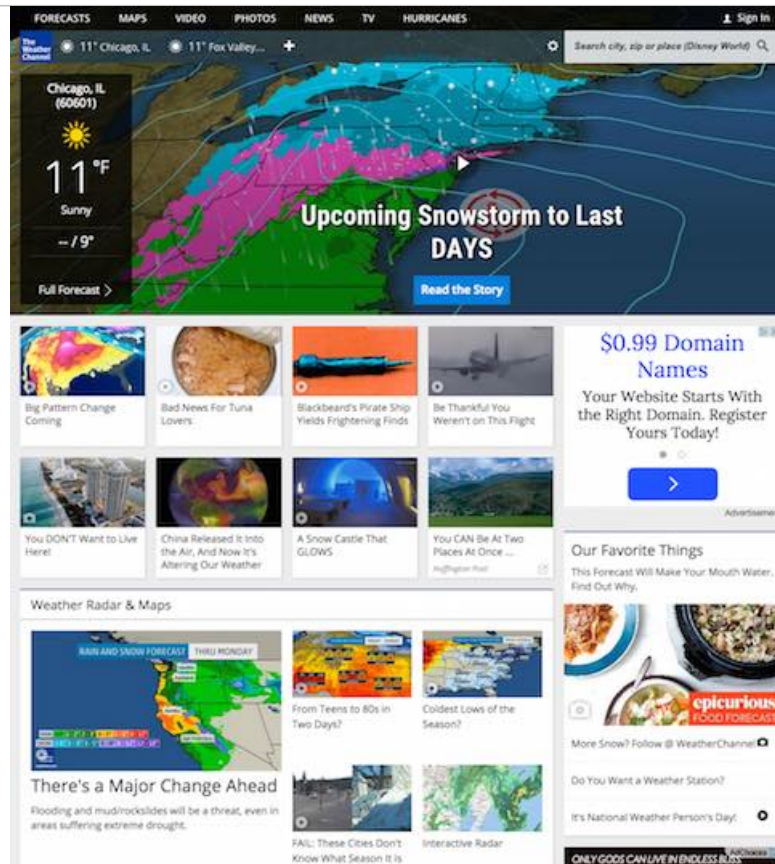 FORECASTS MAPS VIDEO PHOTOS NEWS TV HURRICANES Sign In
The
Weather
Channel
11° Chicago, IL 11° Fox Valley... Search city, zip or place (Disney World)
Chicago, IL
(60601)
11°F
Sunny
-- / 9°
Full Forecast
Upcoming Snowstorm to Last
DAYS
Read the Story
Big Pattern Change
Coming
Bad News For Tuna
Lovers
Blackbeard's Pirate Ship
Yields Frightening Finds
Be Thankful You
Weren't on This Flight
You DON'T Want to Live
Here!
China Released It Into
the Air, And Now It's
Altering Our Weather
A Snow Castle That
GLOWS
You CAN Be At Two
Places At Once ...
Huffington Post
$0.99 Domain
Names
Your Website Starts With
the Right Domain. Register
Yours Today!
Advertisement
Our Favorite Things
This Forecast Will Make Your Mouth Water.
Find Out Why.
epicurious
FOOD FORECAST
More Snow? Follow @ WeatherChannel
Do You Want a Weather Station?
It's National Weather Person's Day!
AdChoices
ONLY GODS CAN LIVE IN ENDLESS BLISS
Weather Radar & Maps
RAIN AND SNOW FORECAST THRU MONDAY
There's a Major Change Ahead
Flooding and mud/rockslides will be a threat, even in
areas suffering extreme drought.
From Teens to 80s in
Two Days?
Coldest Lows of the
Season?
FAIL: These Cities Don't
Know What Season It is
Interactive Radar